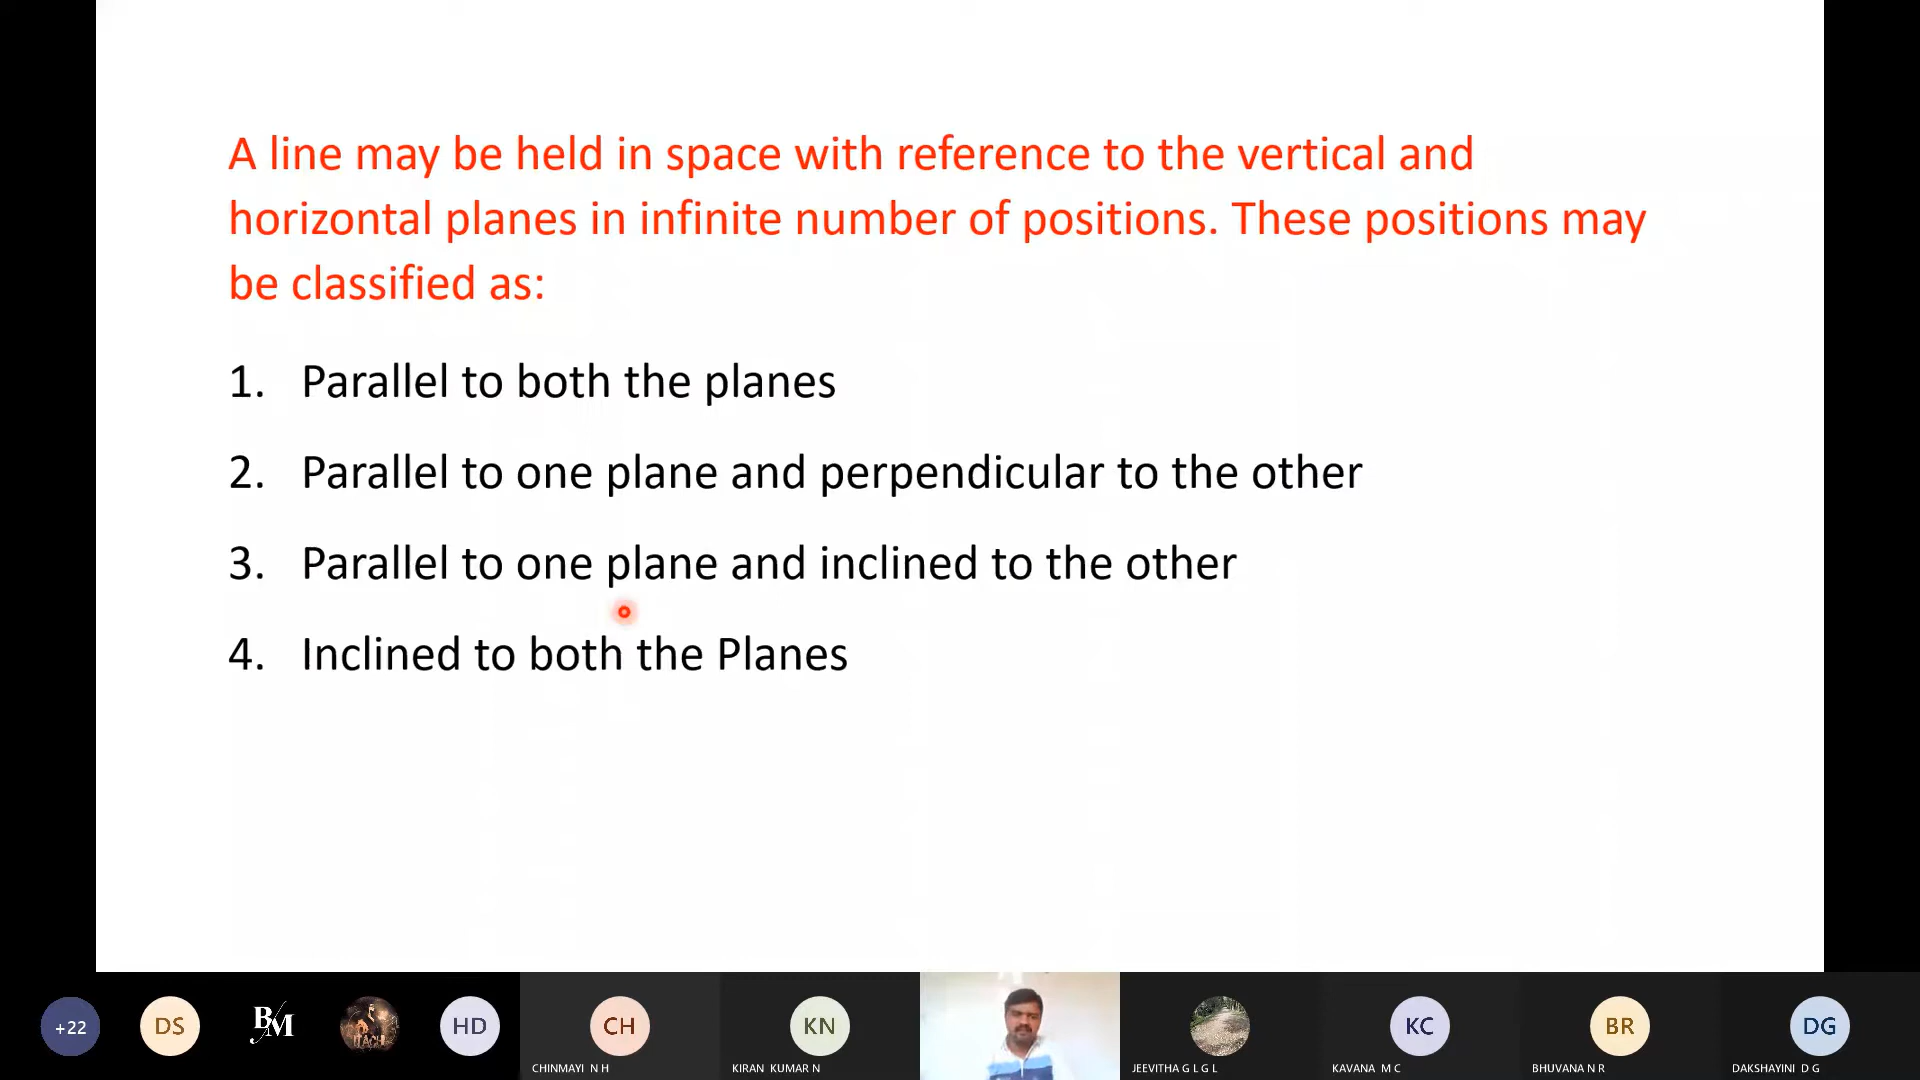 A line may be held in space with reference to the vertical and
horizontal planes in infinite number of positions. These positions may
be classified as:
1. Parallel to both the planes
2. Parallel to one plane and perpendicular to the other
3. Parallel to one plane and inclined to the other
4. Inclined to both the Planes
+22
DS
BM
HD
CH
KN
KC
BR
DG
CHINMAYI N H
KIRAN KUMAR N
JEEVITHA G L G L
KAVANA M C
BHUVANA N R
DAKSHAYINI D G